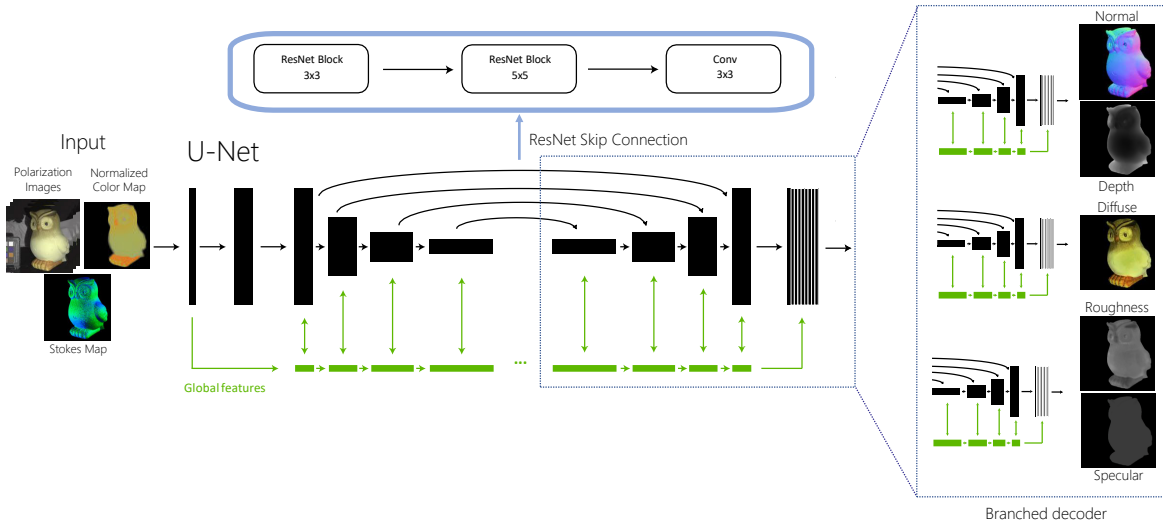 ResNet Block
3x3
ResNet Block
5x5
Conv
3x3
ResNet Skip Connection
Input
U-Net
Polarization
Images
Normalized
Color Map
Stokes Map
Global features
...
Normal
Depth
Diffuse
Roughness
Specular
Branched decoder